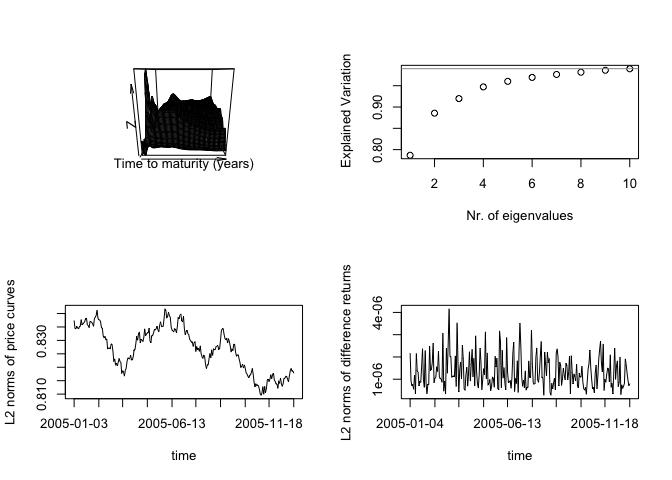 Z
Time to maturity (years)
Explained Variation
0.80
0.90
2
4
6
8
10
Nr. of eigenvalues
L2 norms of price curves
0.810
0.830
2005-01-03
2005-06-13
2005-11-18
time
L2 norms of difference returns
1e-06
4e-06
2005-01-04
2005-06-13
2005-11-18
time